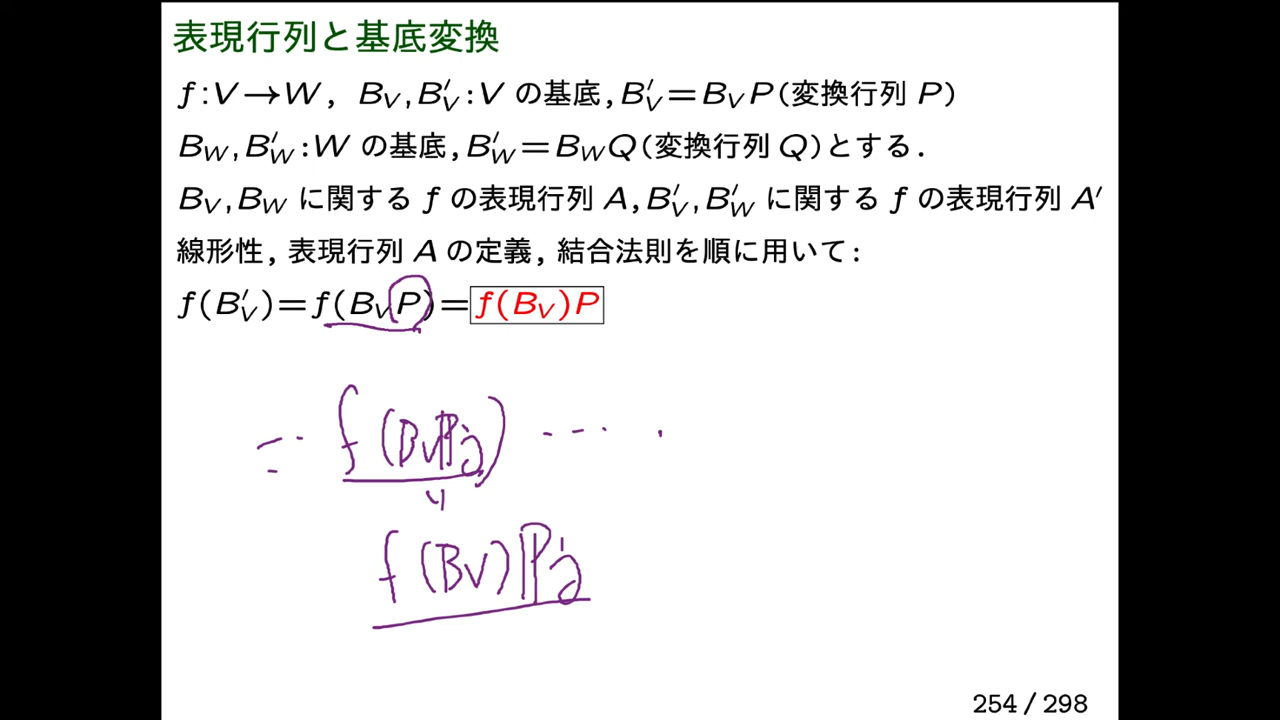 表現行列と基底変換
f:V→W, B_V,B′_V:V の基底,B′_V=B_VP(変換行列 P)
B_W,B′_W:W の基底,B′_W=B_WQ(変換行列 Q)とする.
B_V,B_W に関する f の表現行列 A,B′_V,B′_W に関する f の表現行列 A′
線形性, 表現行列 A の定義, 結合法則を順に用いて:
f(B′_V)=f(B_VP)=f(B_V)P
= ‥ f(B_V ℙj) ‥‥ .
f(B_V)ℙj
254 / 298